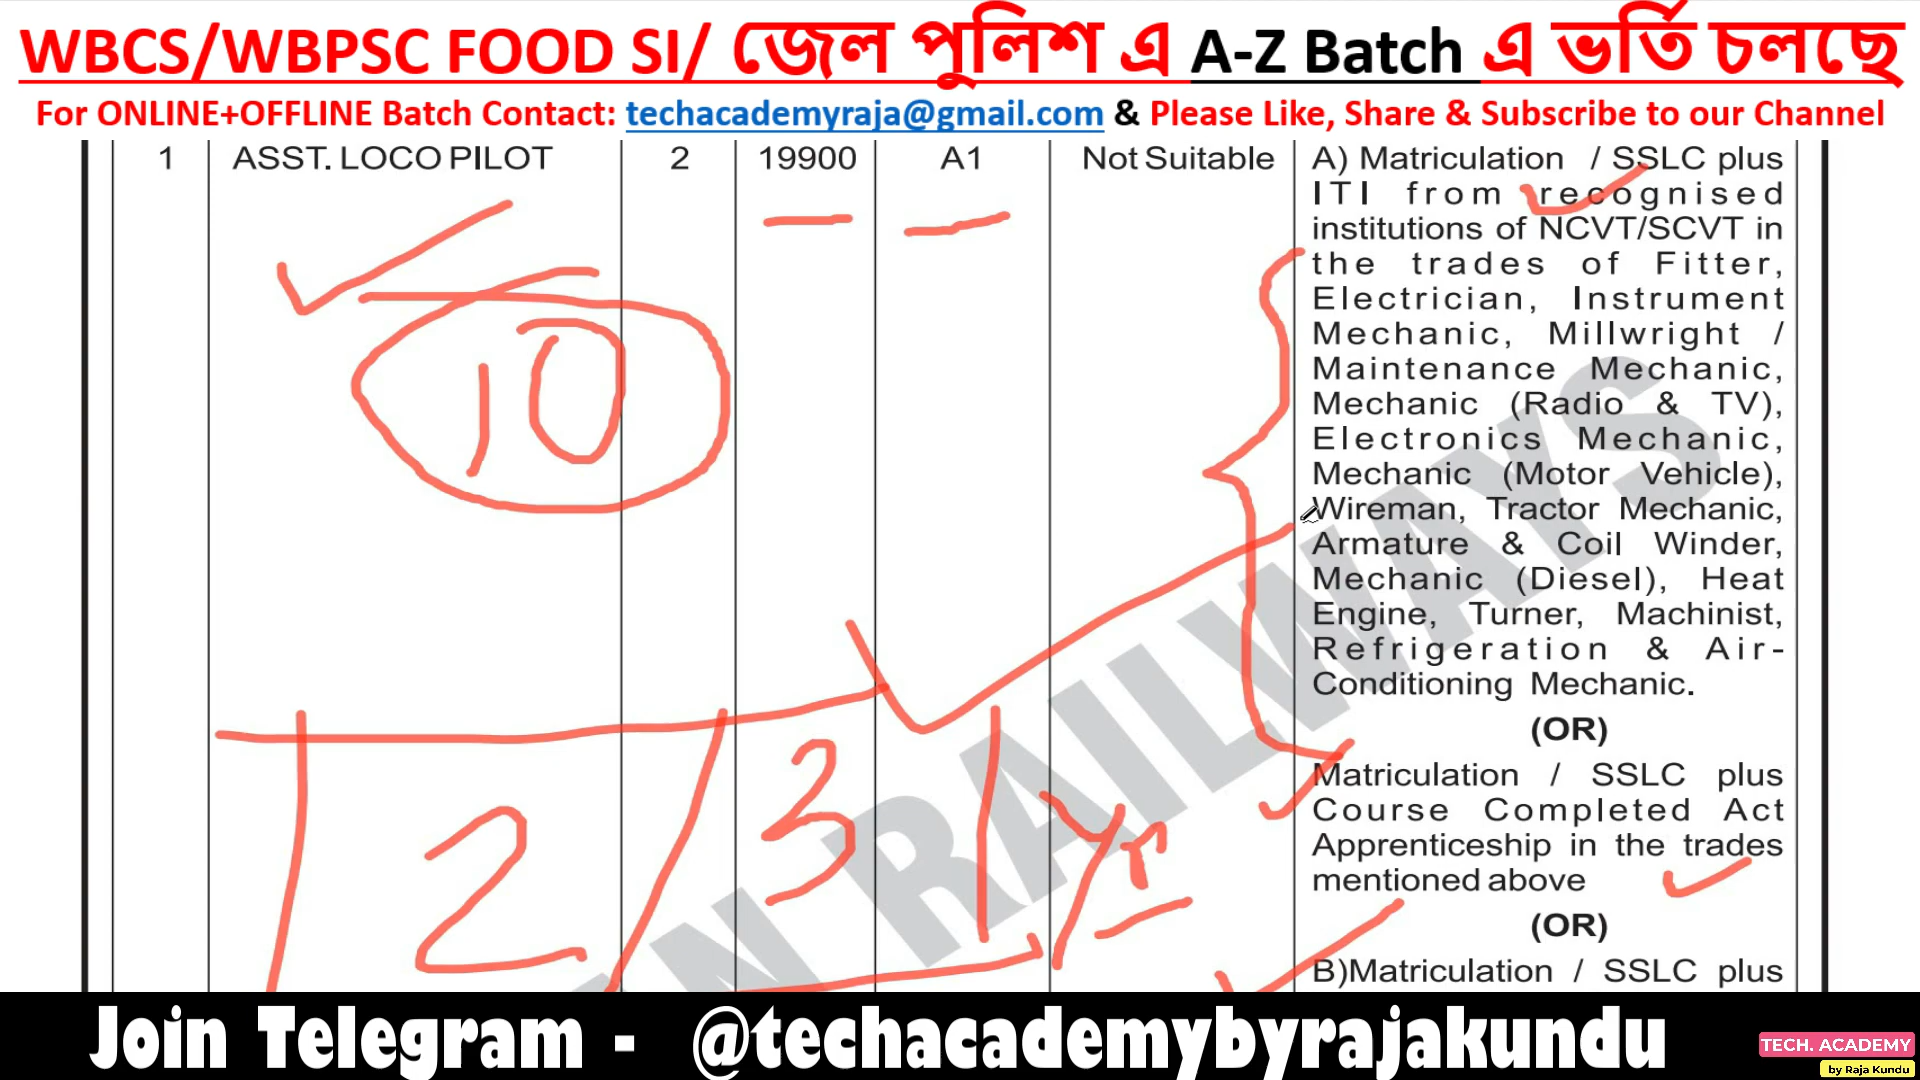 WBCS/WBPSC FOOD SI/ জেল পুলিশ এ A-Z Batch এ ভর্তি চলছে
For ONLINE+OFFLINE Batch Contact: techacademyraja@gmail.com & Please Like, Share & Subscribe to our Channel
1 ASST. LOCO PILOT 2 19900 A1 Not Suitable A) Matriculation / SSLC plus
ITI from recognised
institutions of NCVT/SCVT in
the trades of Fitter,
Electrician, Instrument
Mechanic, Millwright /
Maintenance Mechanic,
Mechanic (Radio & TV),
Electronics Mechanic,
Mechanic (Motor Vehicle),
Wireman, Tractor Mechanic,
Armature & Coil Winder,
Mechanic (Diesel), Heat
Engine, Turner, Machinist,
Refrigeration & Air-
Conditioning Mechanic.
(OR)
Matriculation / SSLC plus
Course Completed Act
Apprenticeship in the trades
mentioned above
(OR)
B)Matriculation / SSLC plus
10
2 3 Yr
N RAILWAYS
Join Telegram - @techacademybyrajakundu
TECH. ACADEMY
by Raja Kundu